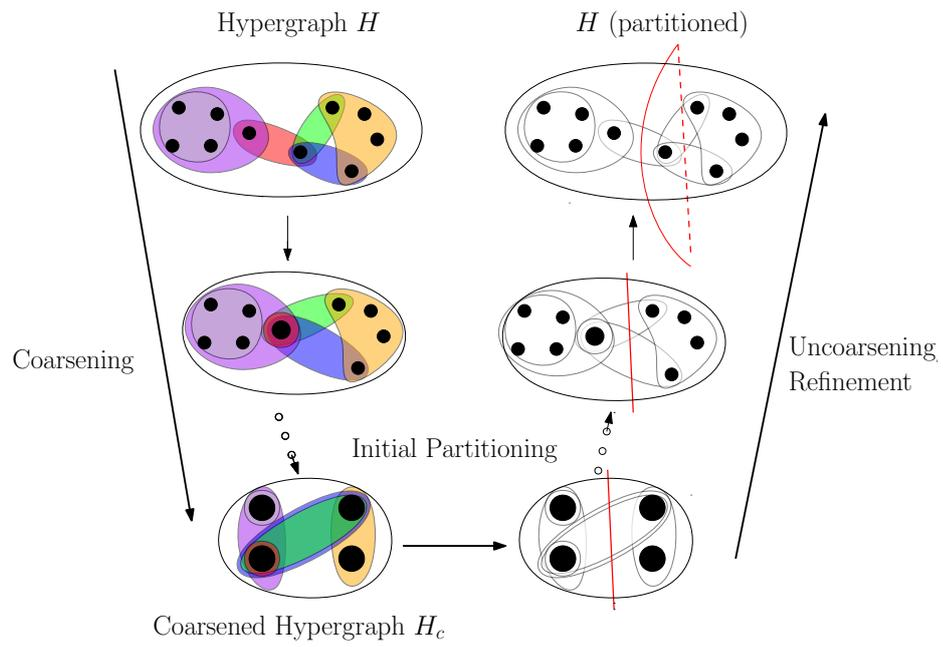 Hypergraph H
H (partitioned)
Coarsening
Uncoarsening
Refinement
Initial Partitioning
Coarsened Hypergraph H_c